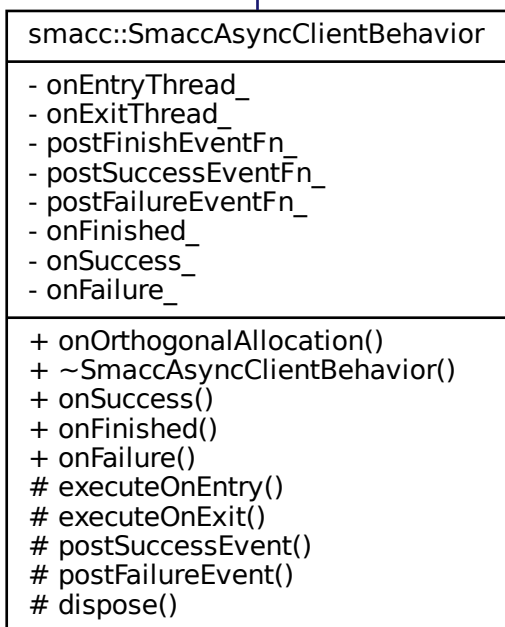 smacc::SmaccAsyncClientBehavior
- onEntryThread_
- onExitThread_
- postFinishEventFn_
- postSuccessEventFn_
- postFailureEventFn_
- onFinished_
- onSuccess_
- onFailure_
+ onOrthogonalAllocation()
+ ~SmaccAsyncClientBehavior()
+ onSuccess()
+ onFinished()
+ onFailure()
# executeOnEntry()
# executeOnExit()
# postSuccessEvent()
# postFailureEvent()
# dispose()